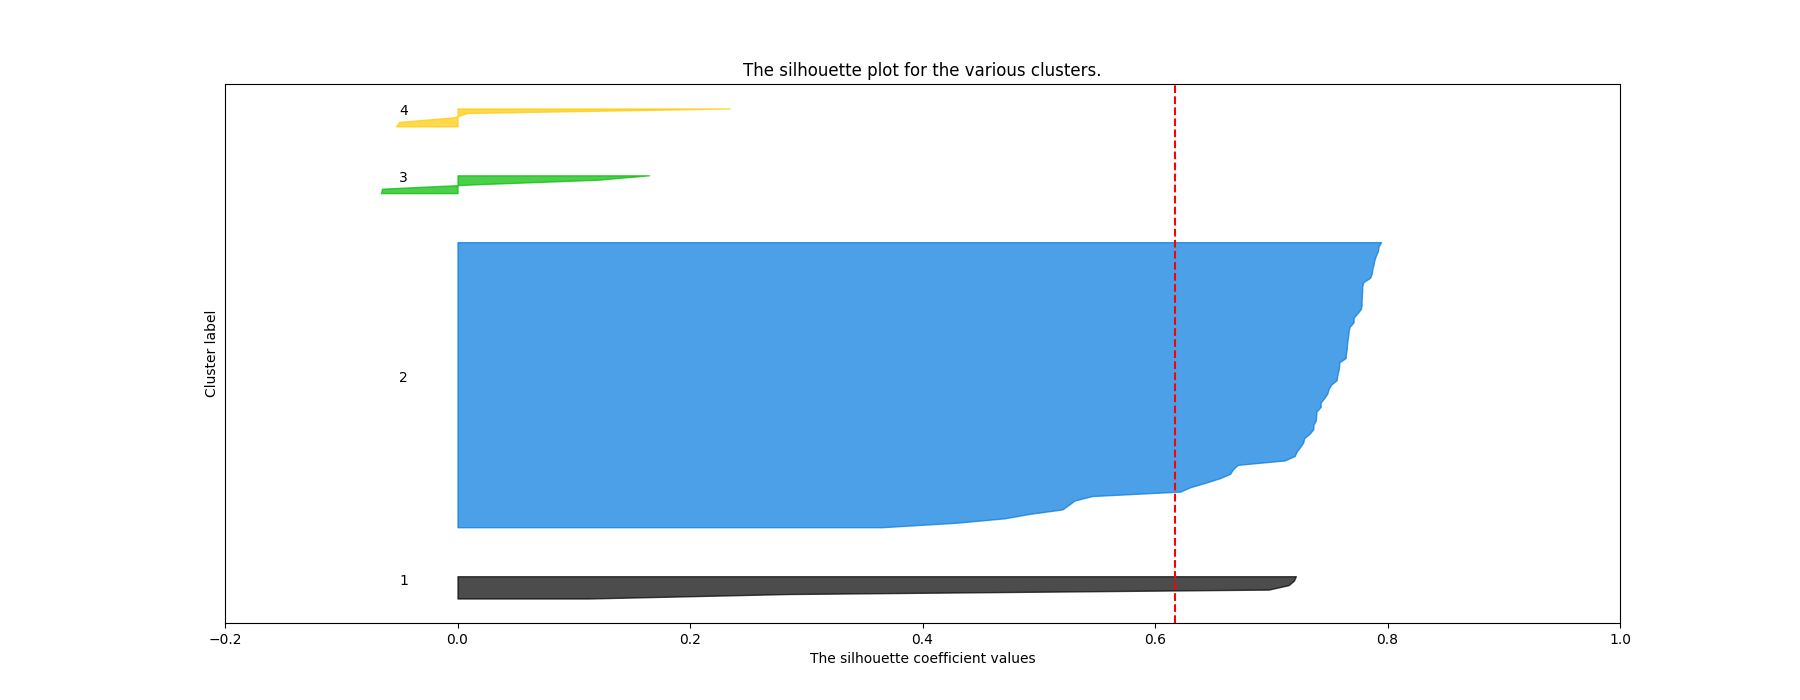 The silhouette plot for the various clusters.
4
3
2
1
Cluster label
−0.2 0.0 0.2 0.4 0.6 0.8 1.0
The silhouette coefficient values